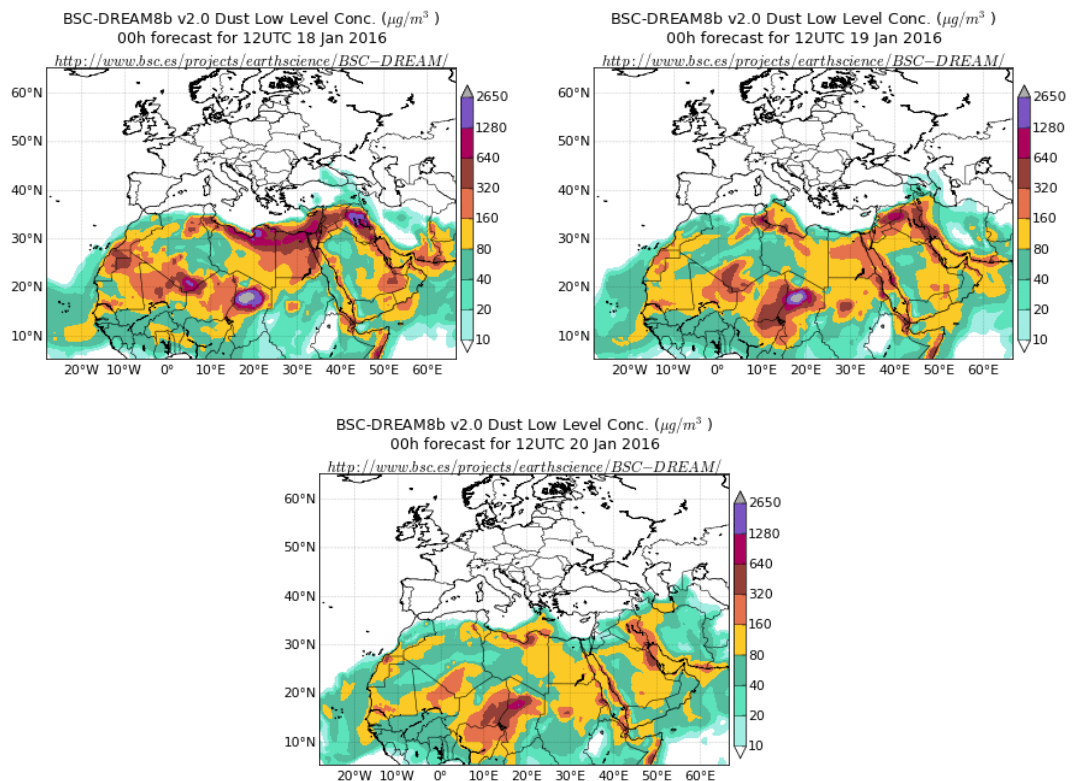 BSC-DREAM8b v2.0 Dust Low Level Conc. (μg/m³ )
00h forecast for 12UTC 18 Jan 2016
http://www.bsc.es/projects/earthscience/BSC−DREAM/
60°N
50°N
40°N
30°N
20°N
10°N
20°W 10°W 0° 10°E 20°E 30°E 40°E 50°E 60°E
2650
1280
640
320
160
80
40
20
10
BSC-DREAM8b v2.0 Dust Low Level Conc. (μg/m³ )
00h forecast for 12UTC 19 Jan 2016
http://www.bsc.es/projects/earthscience/BSC−DREAM/
60°N
50°N
40°N
30°N
20°N
10°N
20°W 10°W 0° 10°E 20°E 30°E 40°E 50°E 60°E
2650
1280
640
320
160
80
40
20
10
BSC-DREAM8b v2.0 Dust Low Level Conc. (μg/m³ )
00h forecast for 12UTC 20 Jan 2016
http://www.bsc.es/projects/earthscience/BSC−DREAM/
60°N
50°N
40°N
30°N
20°N
10°N
20°W 10°W 0° 10°E 20°E 30°E 40°E 50°E 60°E
2650
1280
640
320
160
80
40
20
10